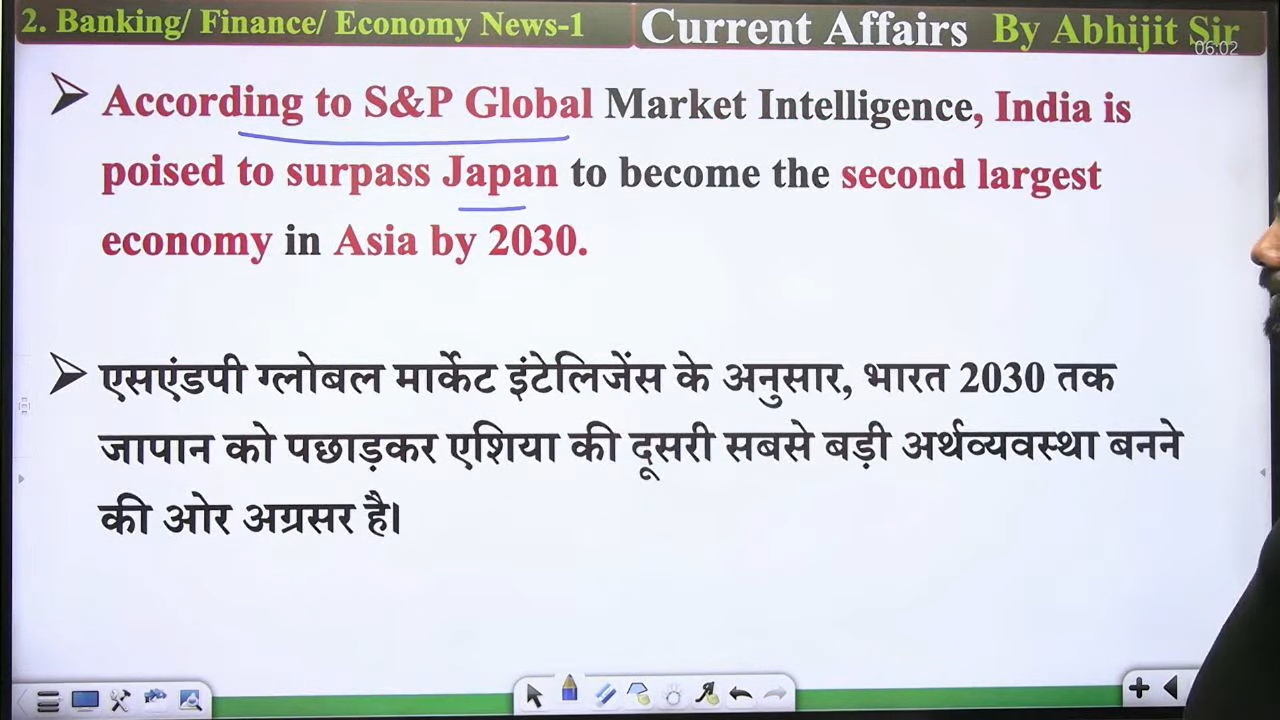 2. Banking/ Finance/ Economy News-1
Current Affairs By Abhijit Sir
06:02
According to S&P Global Market Intelligence, India is
poised to surpass Japan to become the second largest
economy in Asia by 2030.
एसएंडपी ग्लोबल मार्केट इंटेलिजेंस के अनुसार, भारत 2030 तक
जापान को पछाड़कर एशिया की दूसरी सबसे बड़ी अर्थव्यवस्था बनने
की ओर अग्रसर है।